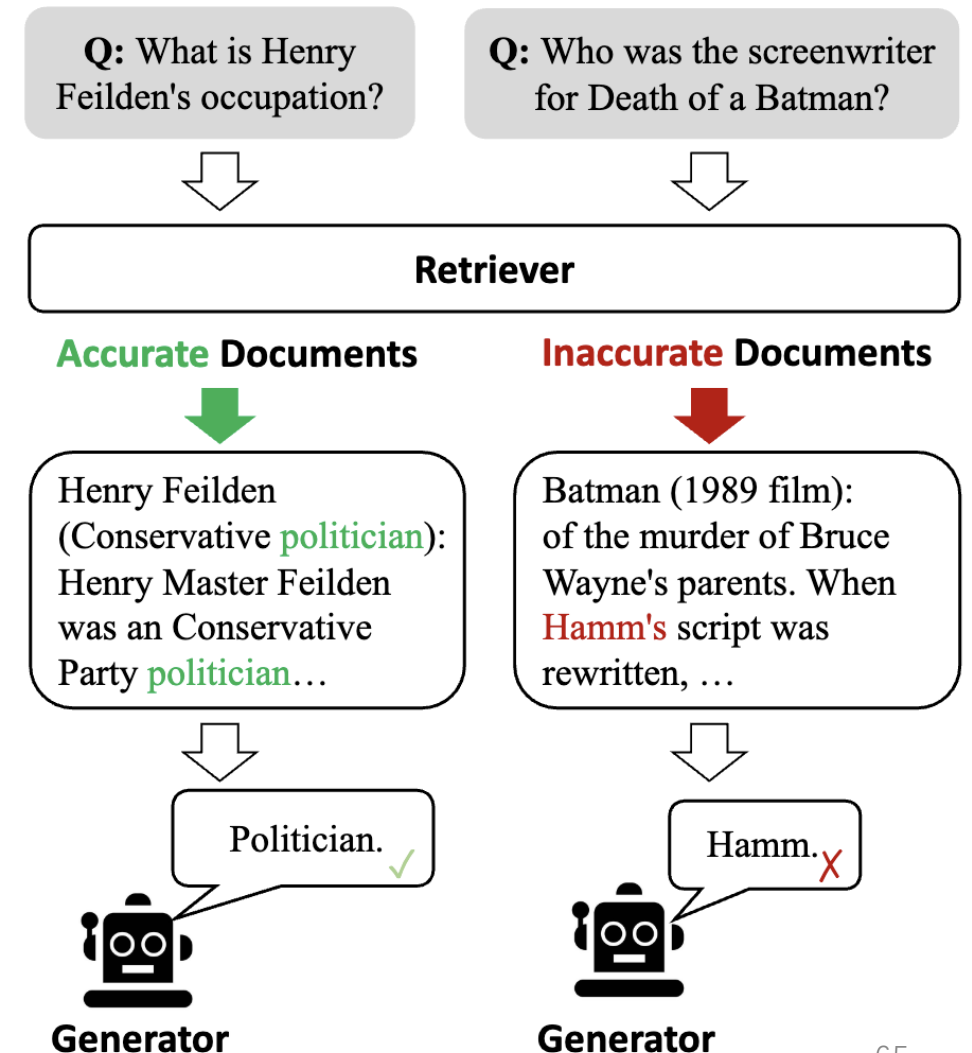 Q: What is Henry
Feilden's occupation?
Q: Who was the screenwriter
for Death of a Batman?
Retriever
Accurate Documents
Inaccurate Documents
Henry Feilden
(Conservative politician):
Henry Master Feilden
was an Conservative
Party politician…
Batman (1989 film):
of the murder of Bruce
Wayne's parents. When
Hamm's script was
rewritten, …
Politician.
Hamm.
Generator
Generator